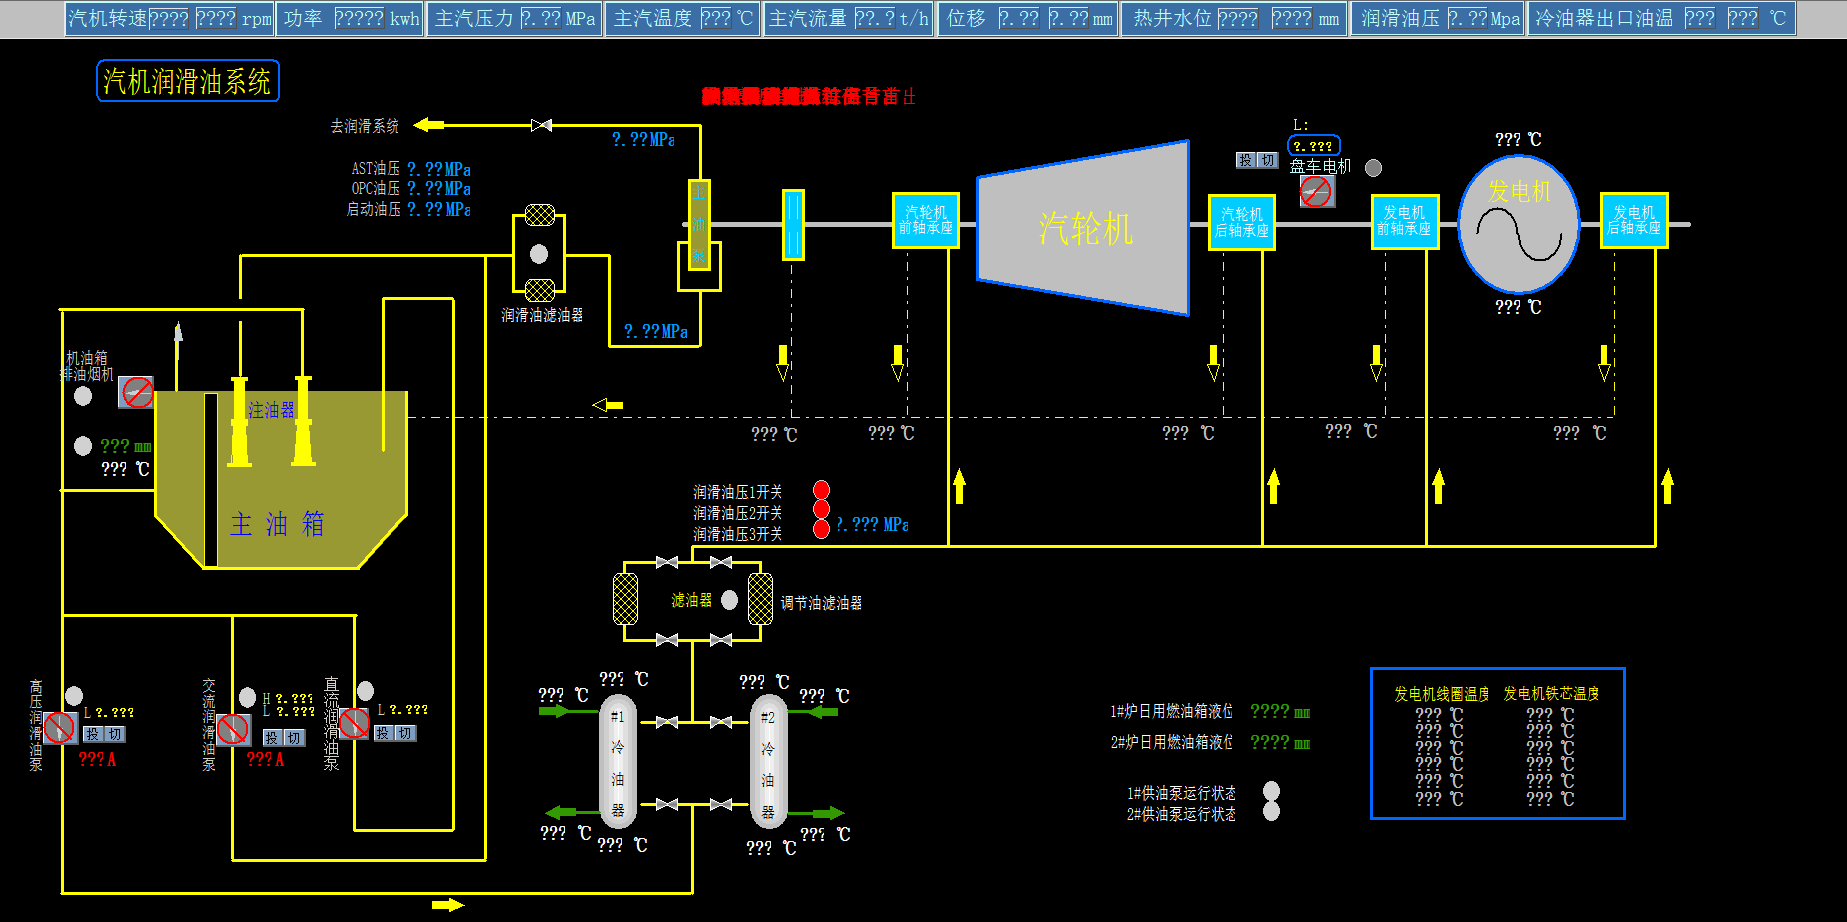 汽机转速 ???? ???? rpm 功率 ????? kwh 主汽压力 ?.?? MPa 主汽温度 ??? ℃ 主汽流量 ??.? t/h 位移 ?.?? ?.?? mm 热井水位 ???? ???? mm 润滑油压 ?.?? Mpa 冷油器出口油温 ??? ??? ℃
汽机润滑油系统
去润滑系统
?.??MPa
AST油压 ?.??MPa
OPC油压 ?.??MPa
启动油压 ?.??MPa
主油泵
润滑油滤油器
?.??MPa
汽轮机
前轴承座
汽轮机
汽轮机
后轴承座
L:
?.???
投 切
盘车电机
发电机
前轴承座
??? ℃
发电机
??? ℃
发电机
后轴承座
机油箱
排油烟机
??? mm
??? ℃
注油器
主油箱
??? ℃
??? ℃
??? ℃
??? ℃
??? ℃
润滑油压1开关
润滑油压2开关
润滑油压3开关
?.??? MPa
滤油器
调节油滤油器
高压润滑油泵
L ?.???
投 切
???A
交流润滑油泵
H ?.???
L ?.???
投 切
???A
直流润滑油泵
L ?.???
投 切
??? ℃
??? ℃
#1冷油器
??? ℃
??? ℃
??? ℃
??? ℃
#2冷油器
??? ℃
??? ℃
1#炉日用燃油箱液位 ???? mm
2#炉日用燃油箱液位 ???? mm
1#供油泵运行状态
2#供油泵运行状态
发电机线圈温度 发电机铁芯温度
??? ℃ ??? ℃
??? ℃ ??? ℃
??? ℃ ??? ℃
??? ℃ ??? ℃
??? ℃ ??? ℃
??? ℃ ??? ℃